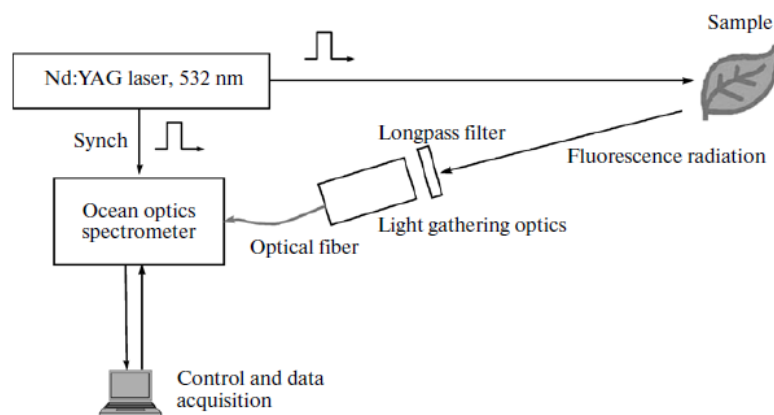 Sample
Nd:YAG laser, 532 nm
Synch
Longpass filter
Fluorescence radiation
Ocean optics
spectrometer
Light gathering optics
Optical fiber
Control and data
acquisition